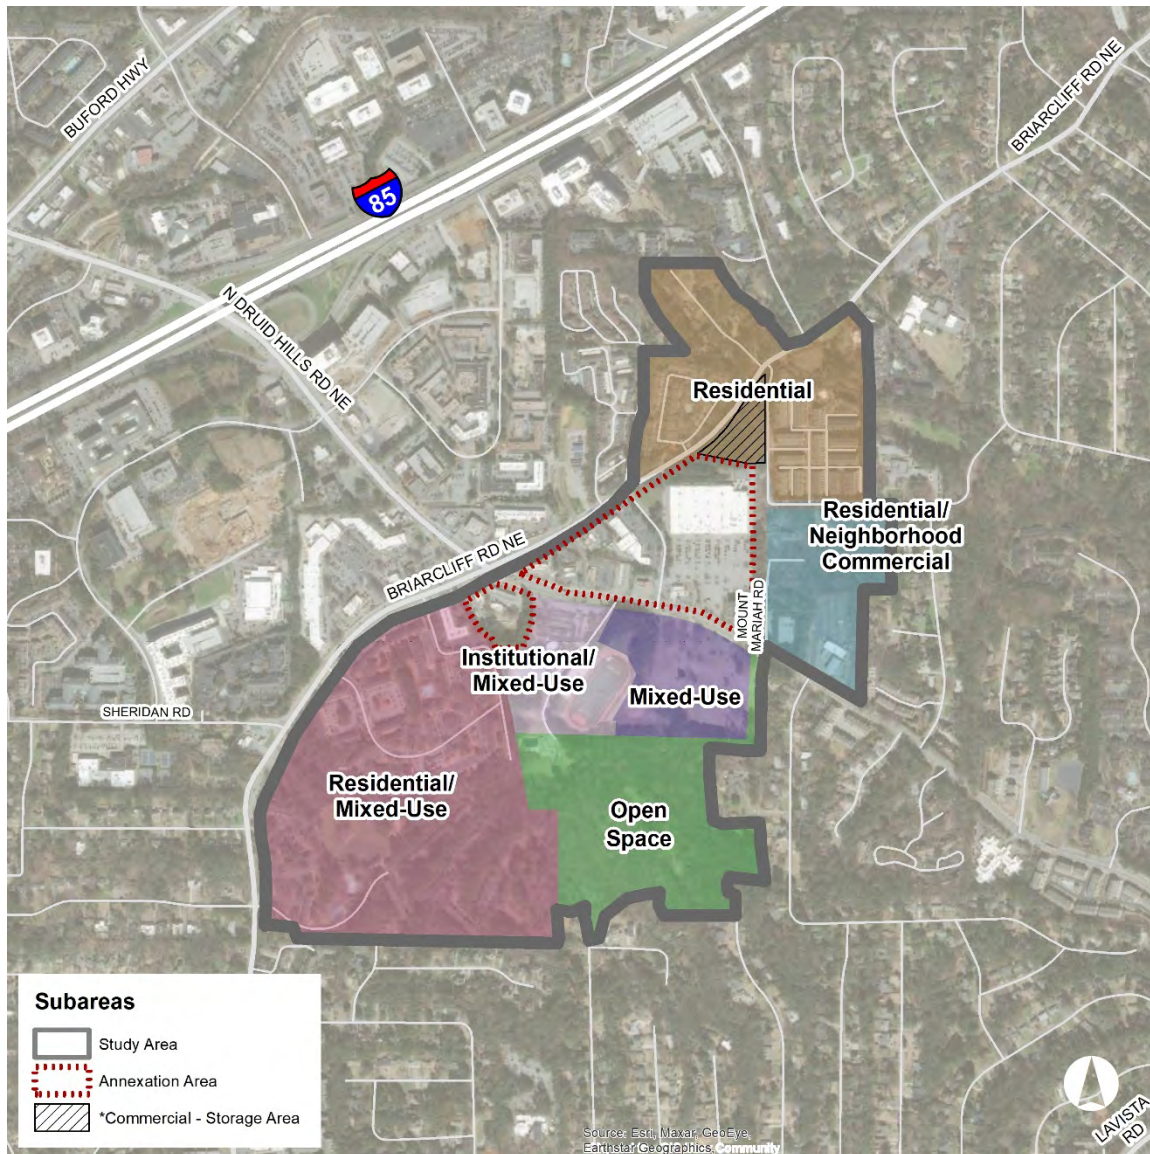 BUFORD HWY
BRIARCLIFF RD NE
85
N DRUID HILLS RD NE
Residential
Residential/
Neighborhood
Commercial
BRIARCLIFF RD NE
MOUNT
MARIAH RD
Institutional/
Mixed-Use
Mixed-Use
SHERIDAN RD
Residential/
Mixed-Use
Open
Space
Subareas
Study Area
Annexation Area
*Commercial - Storage Area
LAVISTA
RD
Source: Esri, Maxar, GeoEye,
Earthstar Geographics, Community